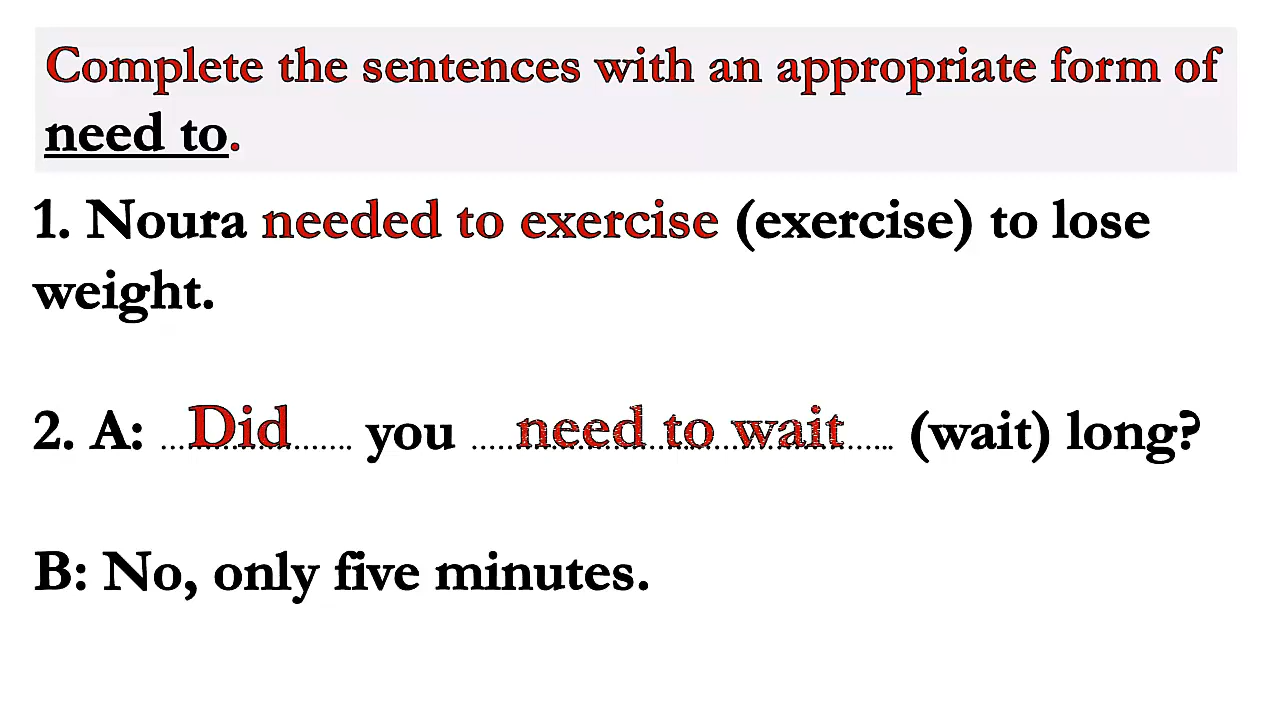 Complete the sentences with an appropriate form of
need to.
1. Noura needed to exercise (exercise) to lose
weight.
2. A: ...Did....... you .....need to wait..... (wait) long?
B: No, only five minutes.